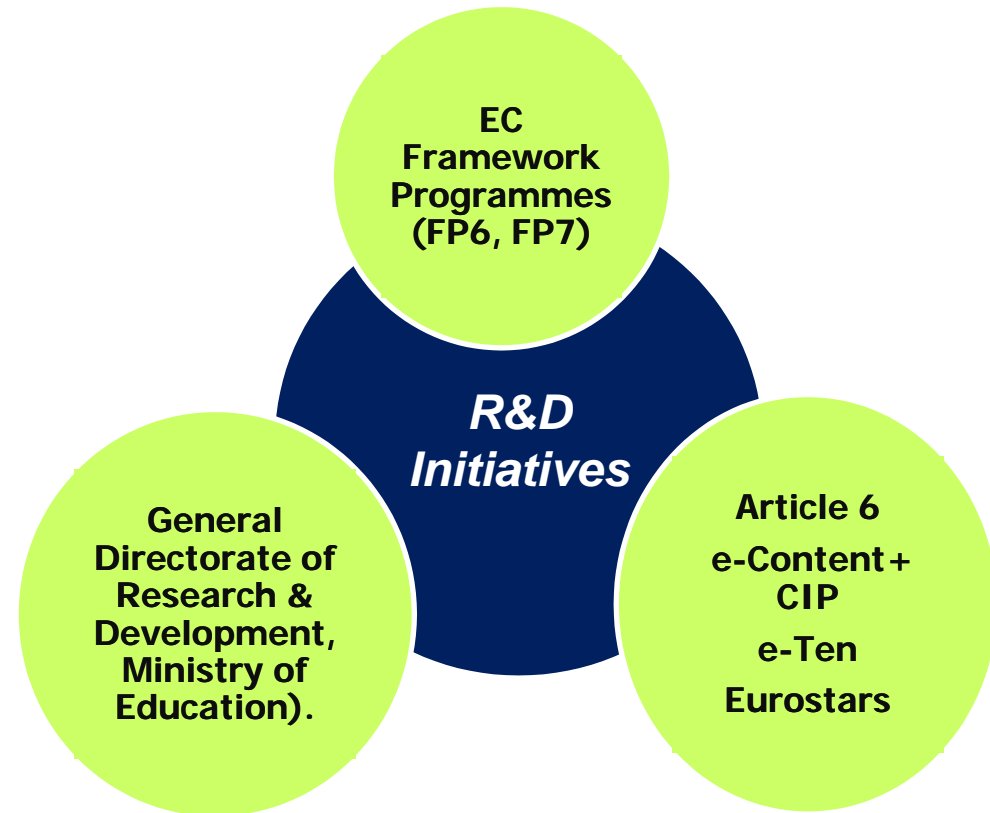 EC
Framework
Programmes
(FP6, FP7)
R&D
Initiatives
General
Directorate of
Research &
Development,
Ministry of
Education).
Article 6
e-Content+
CIP
e-Ten
Eurostars